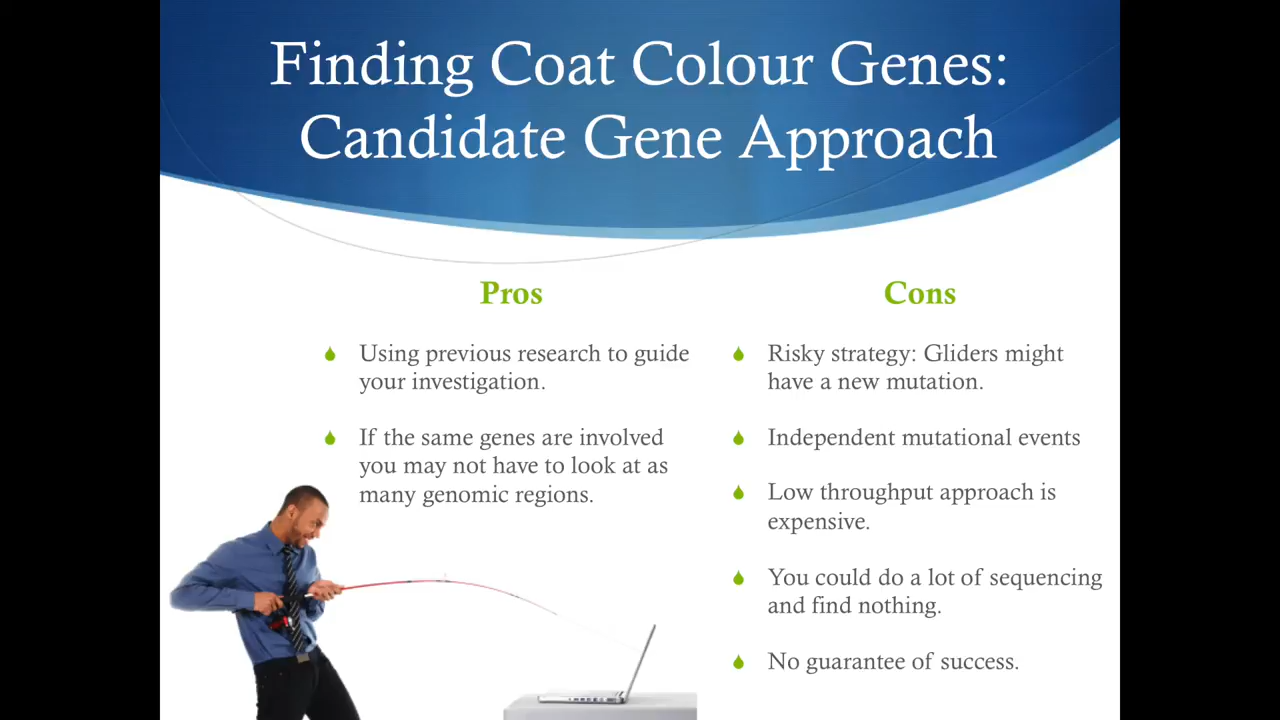 Finding Coat Colour Genes:
Candidate Gene Approach
Pros
Using previous research to guide
your investigation.
If the same genes are involved
you may not have to look at as
many genomic regions.
Cons
Risky strategy: Gliders might
have a new mutation.
Independent mutational events
Low throughput approach is
expensive.
You could do a lot of sequencing
and find nothing.
No guarantee of success.